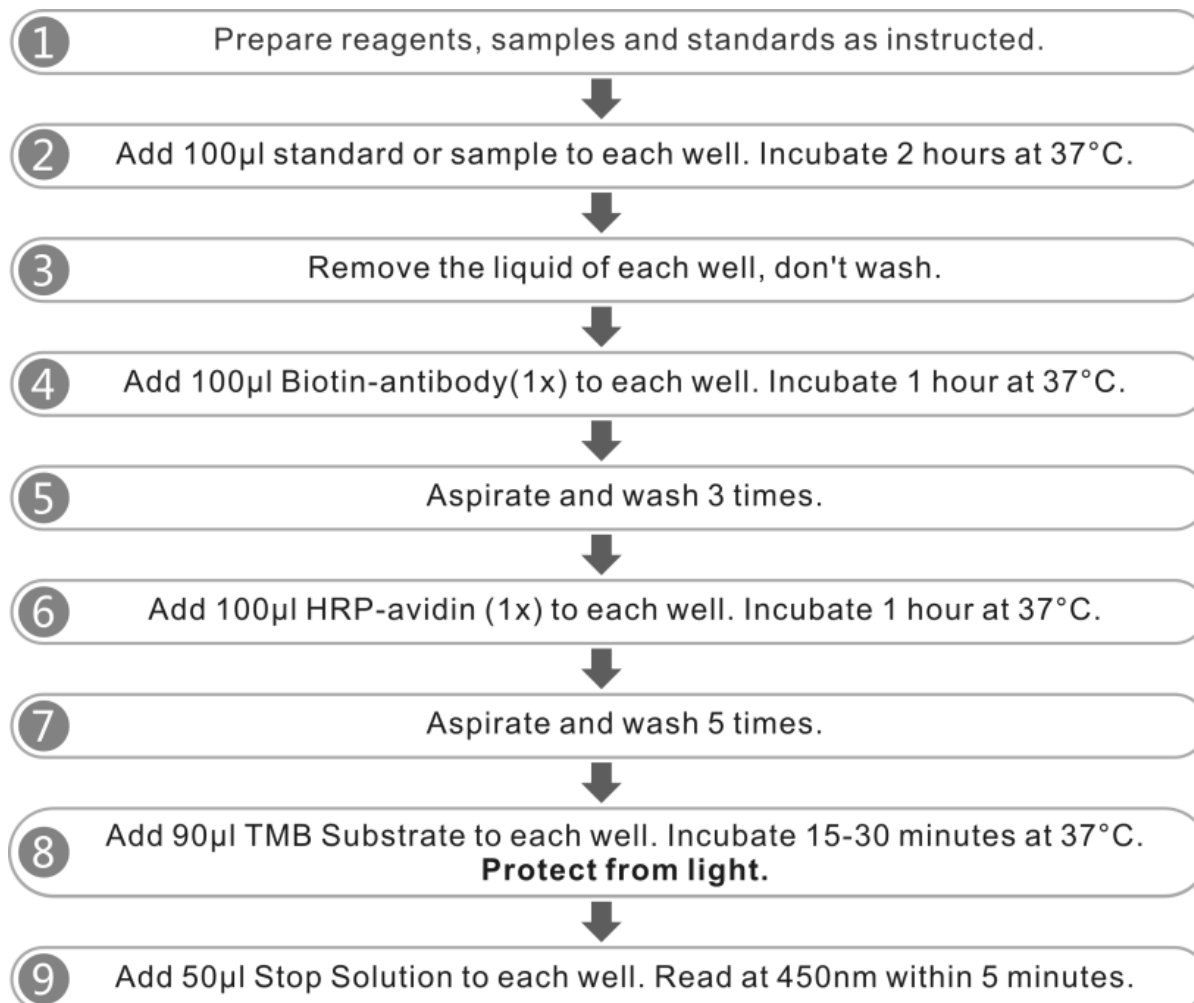 1 Prepare reagents, samples and standards as instructed.
2 Add 100µl standard or sample to each well. Incubate 2 hours at 37°C.
3 Remove the liquid of each well, don't wash.
4 Add 100µl Biotin-antibody(1x) to each well. Incubate 1 hour at 37°C.
5 Aspirate and wash 3 times.
6 Add 100µl HRP-avidin (1x) to each well. Incubate 1 hour at 37°C.
7 Aspirate and wash 5 times.
8 Add 90µl TMB Substrate to each well. Incubate 15-30 minutes at 37°C.
Protect from light.
9 Add 50µl Stop Solution to each well. Read at 450nm within 5 minutes.